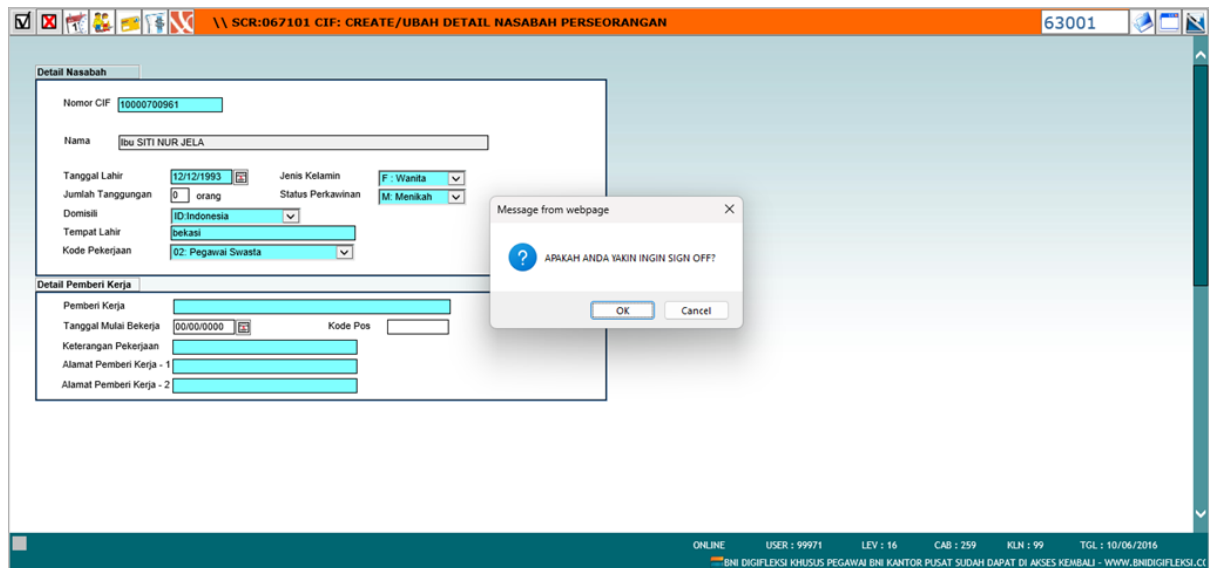 \\ SCR:067101 CIF: CREATE/UBAH DETAIL NASABAH PERSEORANGAN 63001
Detail Nasabah
Nomor CIF 10000700961
Nama Ibu SITI NUR JELA
Tanggal Lahir 12/12/1993 Jenis Kelamin F : Wanita
Jumlah Tanggungan 0 orang Status Perkawinan M: Menikah
Domisili ID:Indonesia
Tempat Lahir bekasi
Kode Pekerjaan 02: Pegawai Swasta
Message from webpage
APAKAH ANDA YAKIN INGIN SIGN OFF?
OK Cancel
Detail Pemberi Kerja
Pemberi Kerja
Tanggal Mulai Bekerja 00/00/0000 Kode Pos
Keterangan Pekerjaan
Alamat Pemberi Kerja - 1
Alamat Pemberi Kerja - 2
ONLINE USER : 99971 LEV : 16 CAB : 259 KLN : 99 TGL : 10/06/2016
BNI DIGIFLEKSI KHUSUS PEGAWAI BNI KANTOR PUSAT SUDAH DAPAT DI AKSES KEMBALI - WWW.BNIDIGIFLEKSI.CO